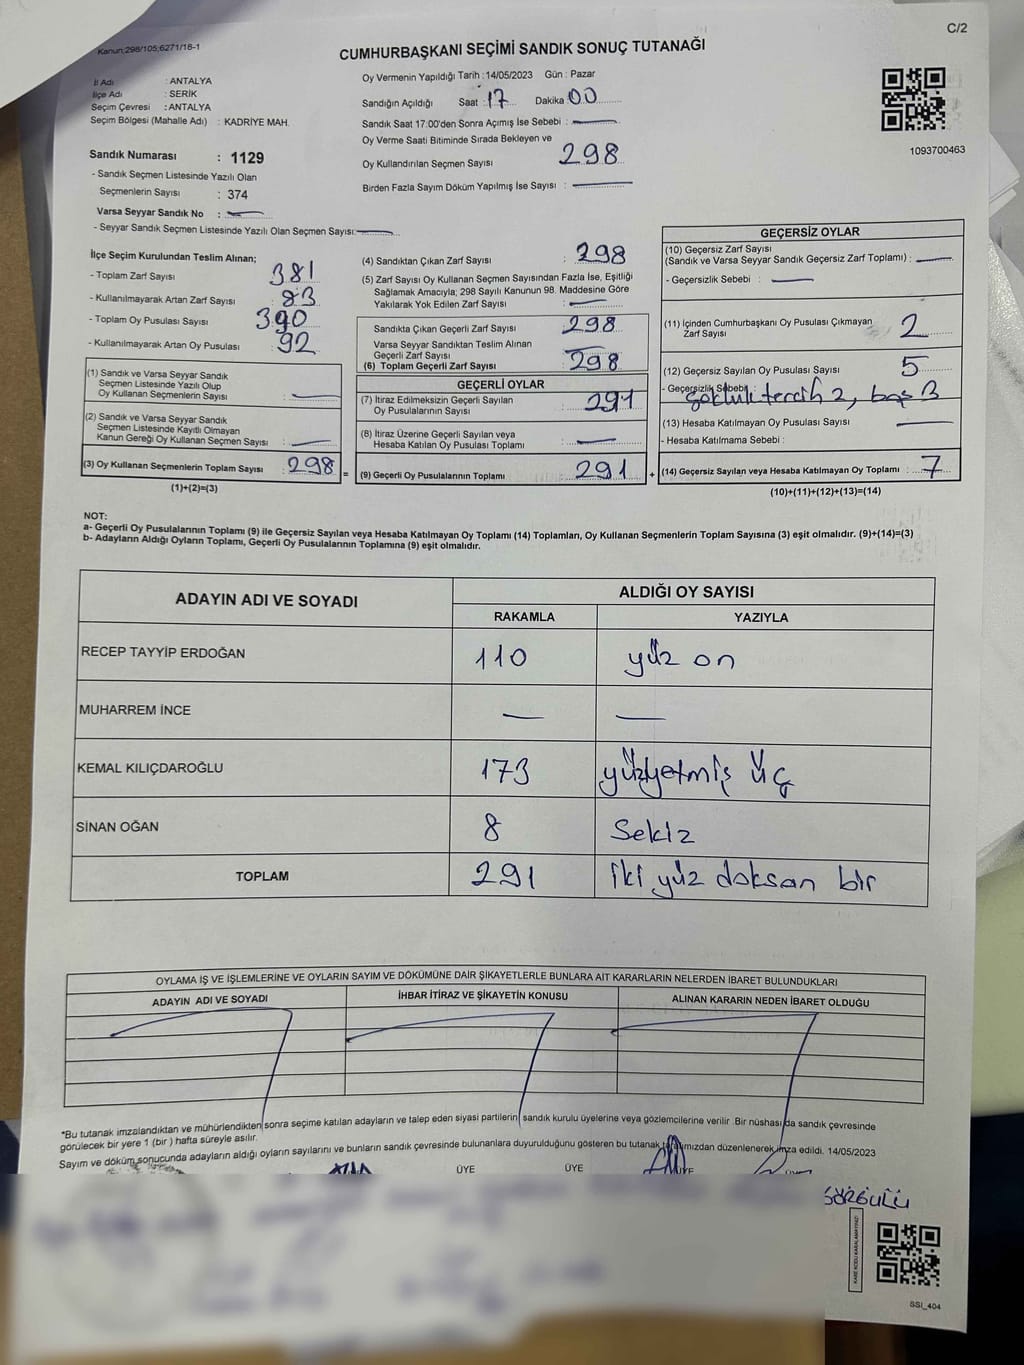 Kanun;298/105;6271/18-1
C/2
CUMHURBAŞKANI SEÇİMİ SANDIK SONUÇ TUTANAĞI
İl Adı : ANTALYA
İlçe Adı : SERİK
Seçim Çevresi : ANTALYA
Seçim Bölgesi (Mahalle Adı) : KADRİYE MAH.
Oy Vermenin Yapıldığı Tarih :14/05/2023 Gün : Pazar
Sandığın Açıldığı Saat : 17 Dakika 00
Sandık Saat 17:00'den Sonra Açımış İse Sebebi :
Oy Verme Saati Bitiminde Sırada Bekleyen ve
Oy Kullandırılan Seçmen Sayısı 298
Birden Fazla Sayım Döküm Yapılmış İse Sayısı :
1093700463
Sandık Numarası : 1129
- Sandık Seçmen Listesinde Yazılı Olan
Seçmenlerin Sayısı : 374
Varsa Seyyar Sandık No :
- Seyyar Sandık Seçmen Listesinde Yazılı Olan Seçmen Sayısı:
İlçe Seçim Kurulundan Teslim Alınan;
- Toplam Zarf Sayısı : 381
- Kullanılmayarak Artan Zarf Sayısı : 83
- Toplam Oy Pusulası Sayısı 390
- Kullanılmayarak Artan Oy Pusulası 92
(1) Sandık ve Varsa Seyyar Sandık
Seçmen Listesinde Yazılı Olup
Oy Kullanan Seçmenlerin Sayısı :
(2) Sandık ve Varsa Seyyar Sandık
Seçmen Listesinde Kayıtlı Olmayan
Kanun Gereği Oy Kullanan Seçmen Sayısı :
(3) Oy Kullanan Seçmenlerin Toplam Sayısı : 298 =
(1)+(2)=(3)
(4) Sandıktan Çıkan Zarf Sayısı : 298
(5) Zarf Sayısı Oy Kullanan Seçmen Sayısından Fazla İse, Eşitliği
Sağlamak Amacıyla; 298 Sayılı Kanunun 98. Maddesine Göre
Yakılarak Yok Edilen Zarf Sayısı :
Sandıkta Çıkan Geçerli Zarf Sayısı : 298
Varsa Seyyar Sandıktan Teslim Alınan
Geçerli Zarf Sayısı :
(6) Toplam Geçerli Zarf Sayısı : 298
GEÇERLİ OYLAR
(7) İtiraz Edilmeksizin Geçerli Sayılan
Oy Pusulalarının Sayısı : 291
(8) İtiraz Üzerine Geçerli Sayılan veya
Hesaba Katılan Oy Pusulası Toplamı :
(9) Geçerli Oy Pusulalarının Toplamı : 291 +
GEÇERSİZ OYLAR
(10) Geçersiz Zarf Sayısı
(Sandık ve Varsa Seyyar Sandık Geçersiz Zarf Toplamı) :
- Geçersizlik Sebebi :
(11) İçinden Cumhurbaşkanı Oy Pusulası Çıkmayan
Zarf Sayısı : 2
(12) Geçersiz Sayılan Oy Pusulası Sayısı : 5
- Geçersizlik Sebebi : tercih 2, boş 3
(13) Hesaba Katılmayan Oy Pusulası Sayısı :
- Hesaba Katılmama Sebebi :
(14) Geçersiz Sayılan veya Hesaba Katılmayan Oy Toplamı : 7
(10)+(11)+(12)+(13)=(14)
NOT:
a- Geçerli Oy Pusulalarının Toplamı (9) ile Geçersiz Sayılan veya Hesaba Katılmayan Oy Toplamı (14) Toplamları, Oy Kullanan Seçmenlerin Toplam Sayısına (3) eşit olmalıdır. (9)+(14)=(3)
b- Adayların Aldığı Oyların Toplamı, Geçerli Oy Pusulalarının Toplamına (9) eşit olmalıdır.
ADAYIN ADI VE SOYADI
ALDIĞI OY SAYISI
RAKAMLA YAZIYLA
RECEP TAYYİP ERDOĞAN 110 yüz on
MUHARREM İNCE
KEMAL KILIÇDAROĞLU 173 yüzyetmiş üç
SİNAN OĞAN 8 Sekiz
TOPLAM 291 iki yüz doksan bir
OYLAMA İŞ VE İŞLEMLERİNE VE OYLARIN SAYIM VE DÖKÜMÜNE DAİR ŞİKAYETLERLE BUNLARA AİT KARARLARIN NELERDEN İBARET BULUNDUKLARI
ADAYIN ADI VE SOYADI
İHBAR İTİRAZ VE ŞİKAYETİN KONUSU
ALINAN KARARIN NEDEN İBARET OLDUĞU
*Bu tutanak imzalandıktan ve mühürlendikten sonra seçime katılan adayların ve talep eden siyasi partilerin sandık kurulu üyelerine veya gözlemcilerine verilir. Bir nüshası da sandık çevresinde
görülecek bir yere 1 (bir) hafta süreyle asılır.
Sayım ve döküm sonucunda adayların aldığı oyların sayılarını ve bunların sandık çevresinde bulunanlara duyurulduğunu gösteren bu tutanak tarafımızdan düzenlenerek imza edildi. 14/05/2023
ÜYE ÜYE ÜYE
SÖRGÜLÜ
SSI_404